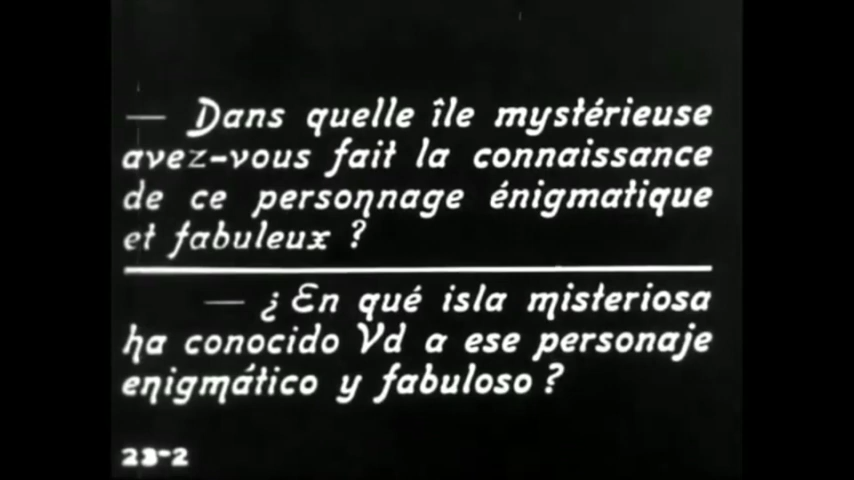 — Dans quelle île mystérieuse
avez-vous fait la connaissance
de ce personnage énigmatique
et fabuleux ?
— ¿ En qué isla misteriosa
ha conocido Vd a ese personaje
enigmático y fabuloso ?
23-2